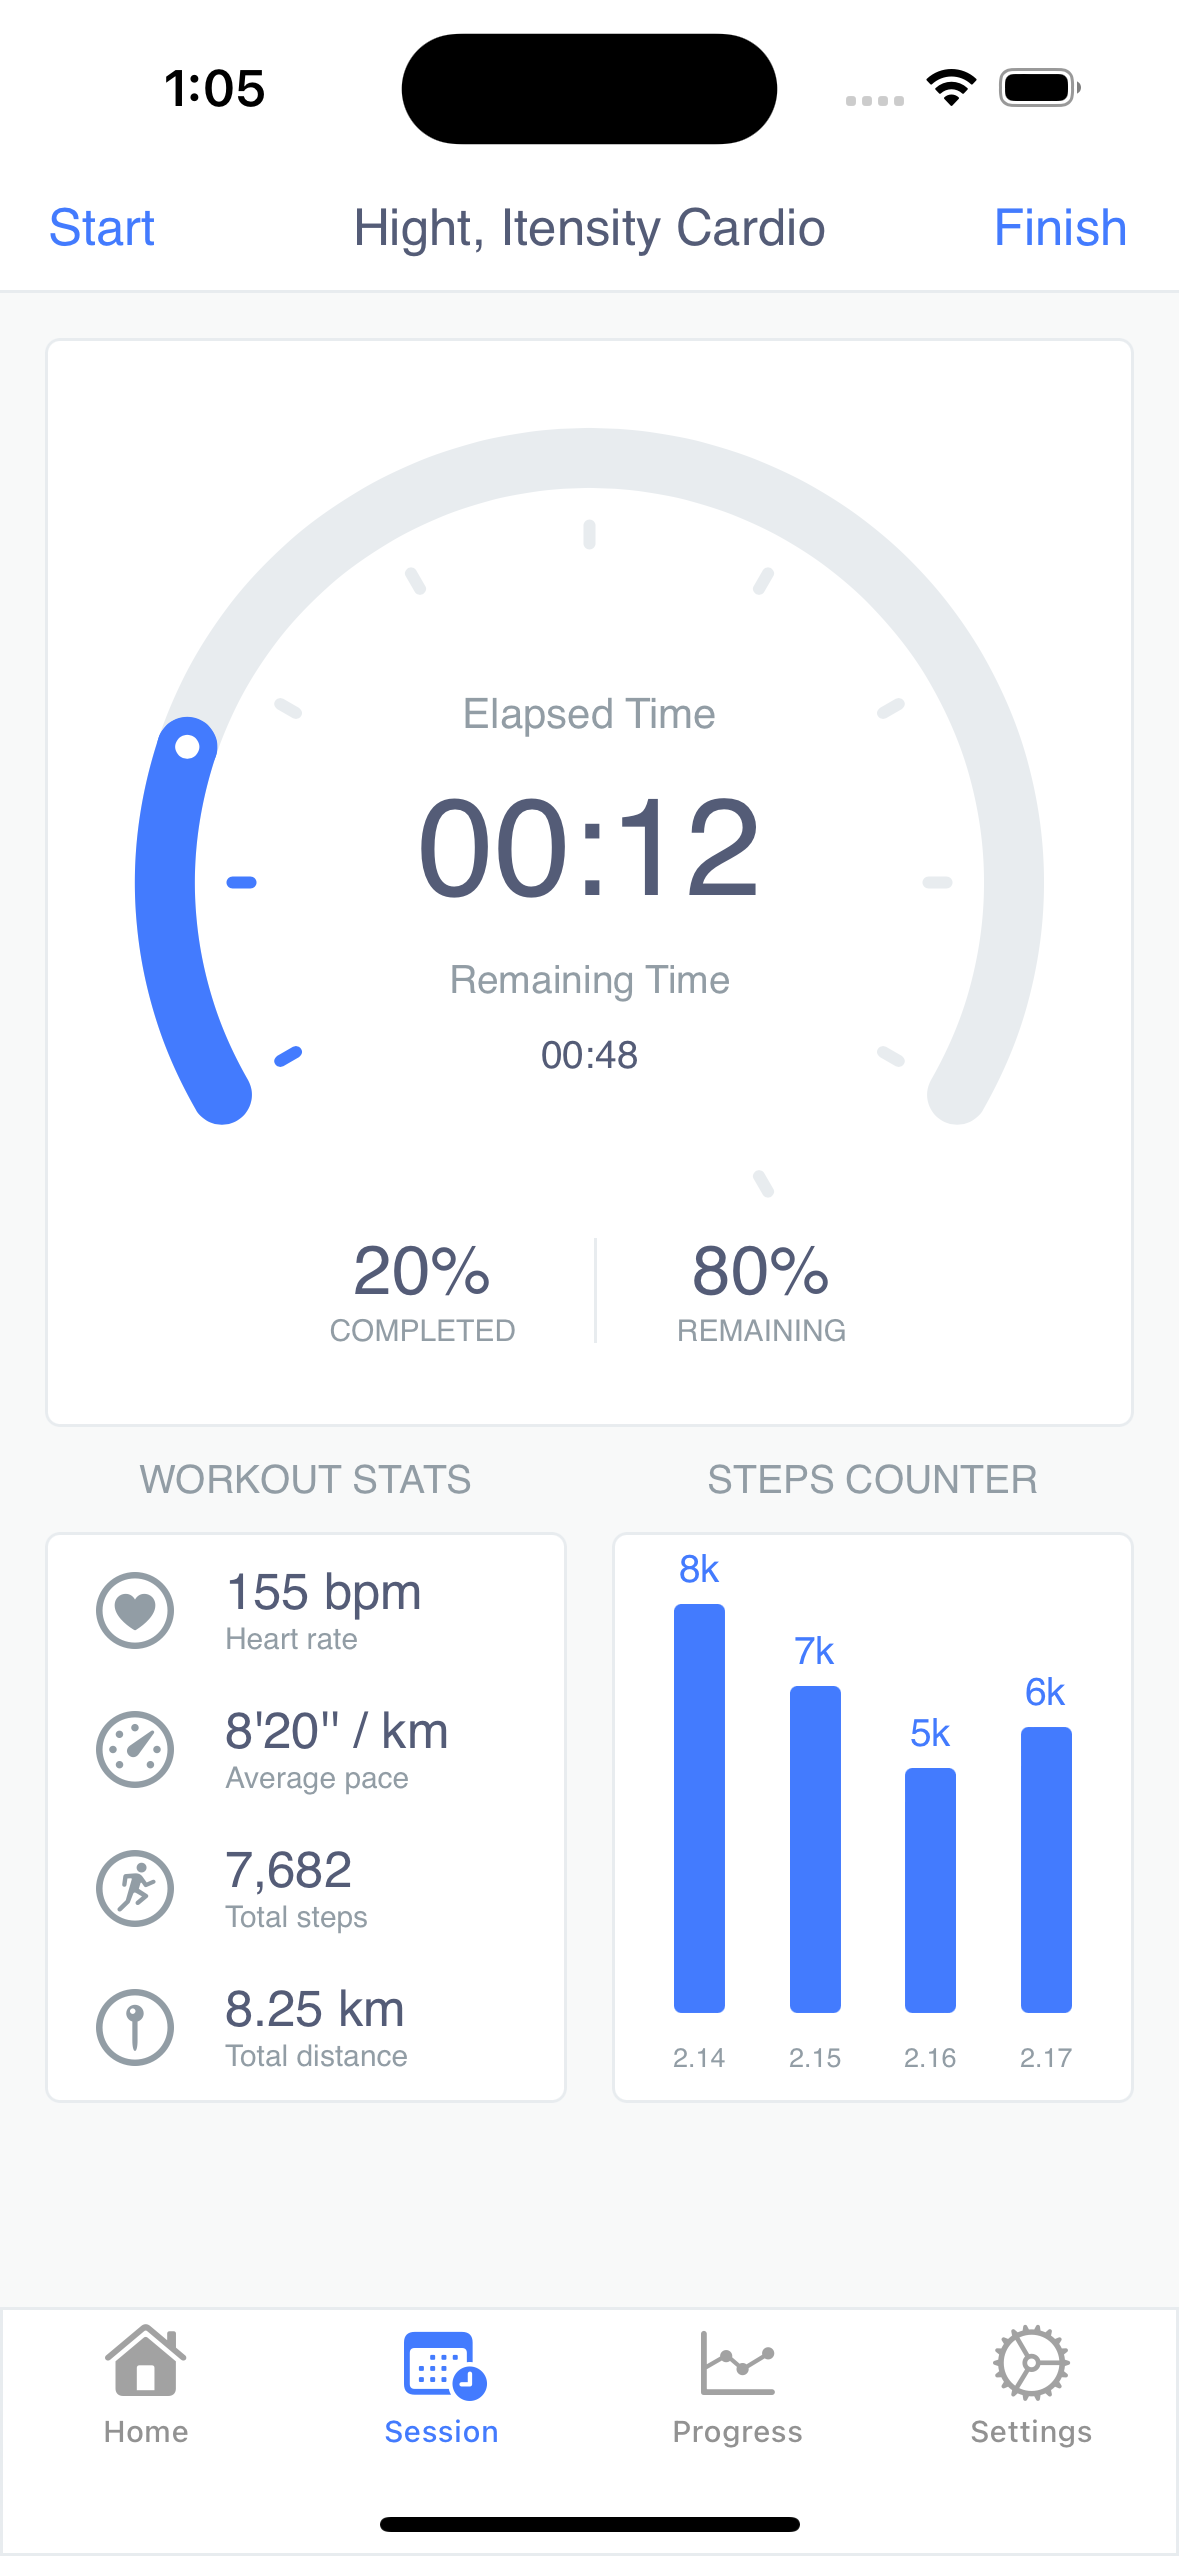 1:05
Start
Hight, Itensity Cardio
Finish
Elapsed Time
00:12
Remaining Time
00:48
20%
COMPLETED
80%
REMAINING
WORKOUT STATS
155 bpm
Heart rate
8'20'' / km
Average pace
7,682
Total steps
8.25 km
Total distance
STEPS COUNTER
8k
7k
5k
6k
2.14
2.15
2.16
2.17
Home
Session
Progress
Settings